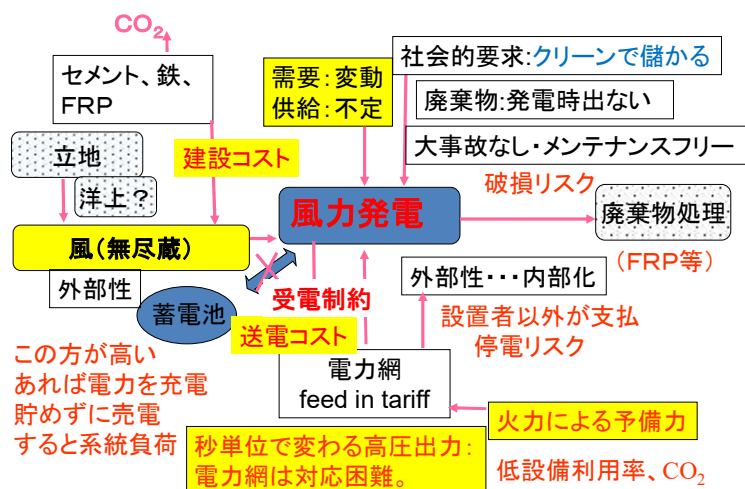 CO₂
セメント、鉄、
FRP
需要：変動
供給：不定
社会的要求:クリーンで儲かる
廃棄物:発電時出ない
大事故なし・メンテナンスフリー
立地
洋上？
建設コスト
破損リスク
風力発電
廃棄物処理
(FRP等)
風(無尽蔵)
外部性
蓄電池
受電制約
送電コスト
外部性・・・内部化
設置者以外が支払
停電リスク
この方が高い
あれば電力を充電
貯めずに売電
すると系統負荷
電力網
feed in tariff
火力による予備力
秒単位で変わる高圧出力：
電力網は対応困難。
低設備利用率、CO₂